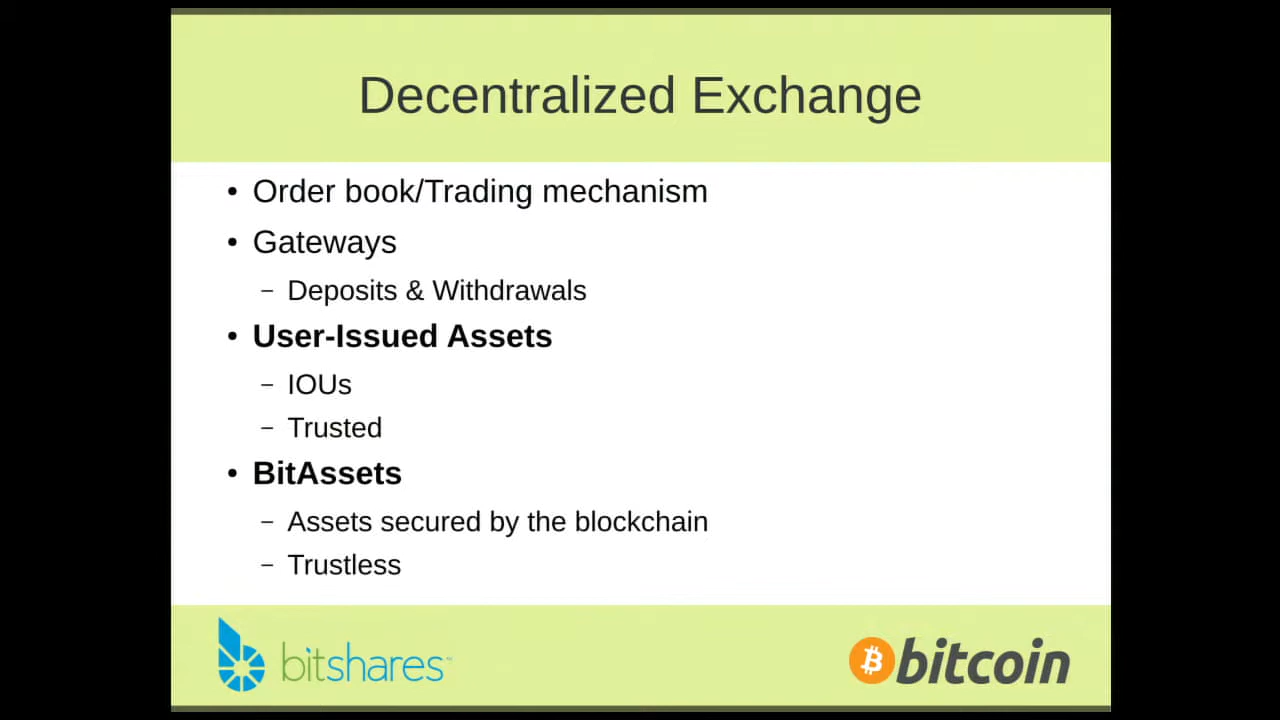 Decentralized Exchange
• Order book/Trading mechanism
• Gateways
– Deposits & Withdrawals
• User-Issued Assets
– IOUs
– Trusted
• BitAssets
– Assets secured by the blockchain
– Trustless
bitshares™
bitcoin